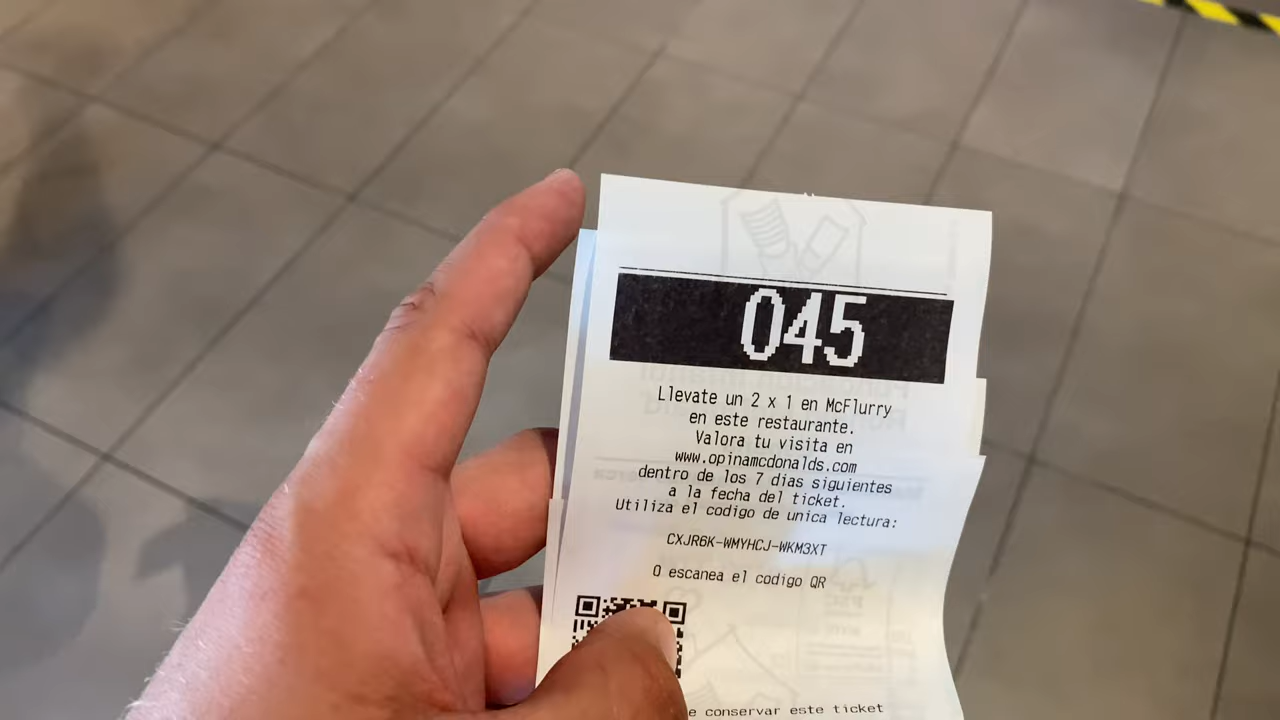 045
Llevate un 2 x 1 en McFlurry
en este restaurante.
Valora tu visita en
www.opinamcdonalds.com
dentro de los 7 dias siguientes
a la fecha del ticket.
Utiliza el codigo de unica lectura:
CXJR6K-WMYHCJ-WKM3XT
O escanea el codigo QR
conservar este ticket